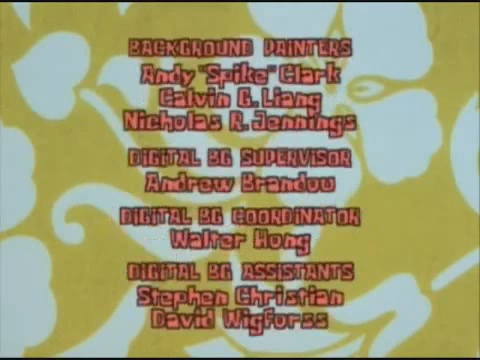 BACKGROUND PAINTERS
Andy "Spike" Clark
Calvin G. Liang
Nicholas R. Jennings
DIGITAL BG SUPERVISOR
Andrew Brandou
DIGITAL BG COORDINATOR
Walter Hong
DIGITAL BG ASSISTANTS
Stephen Christian
David Wigforss